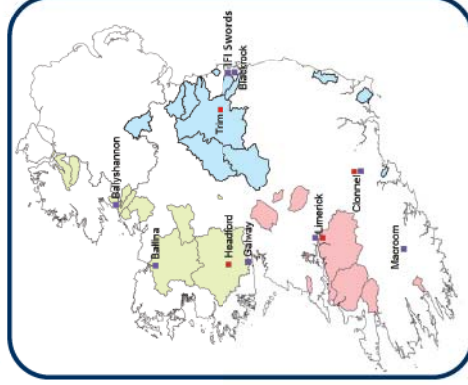 IFI Swords
Blackrock
Ballyshannon
Trim
Ballina
Headford
Galway
Limerick
Clonmel
Macroom